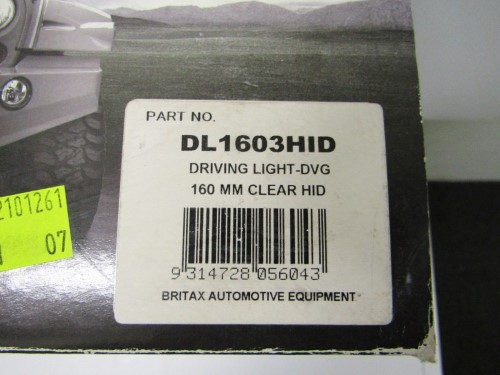 PART NO.
DL1603HID
DRIVING LIGHT-DVG
160 MM CLEAR HID
9 314728 056043
BRITAX AUTOMOTIVE EQUIPMENT
2101261
07